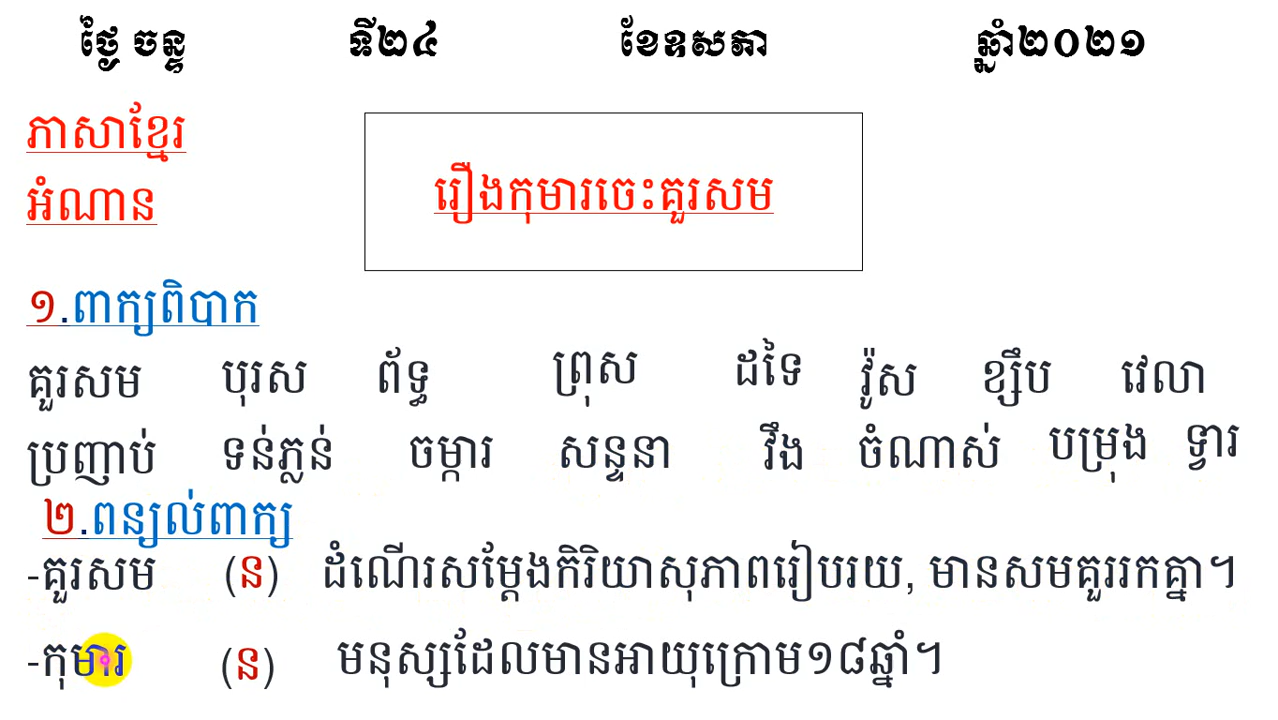 ថ្ងៃ ចន្ទ ទី២៤ ខែឧសភា ឆ្នាំ២០២១
ភាសាខ្មែរ
អំណាន
រឿងកុមារចេះគួរសម
១.ពាក្យពិបាក
គួរសម បុរស ព័ទ្ធ ព្រុស ដទៃ រ៉ូស ខ្សឹប វេលា
ប្រញាប់ ទន់ភ្លន់ ចម្ការ សន្ទនា រឹង ចំណាស់ បម្រុង ទ្វារ
២.ពន្យល់ពាក្យ
-គួរសម (ន) ដំណើរសម្តែងកិរិយាសុភាពរៀបរយ, មានសមគួររកគ្នា។
-កុមារ (ន) មនុស្សដែលមានអាយុក្រោម១៨ឆ្នាំ។